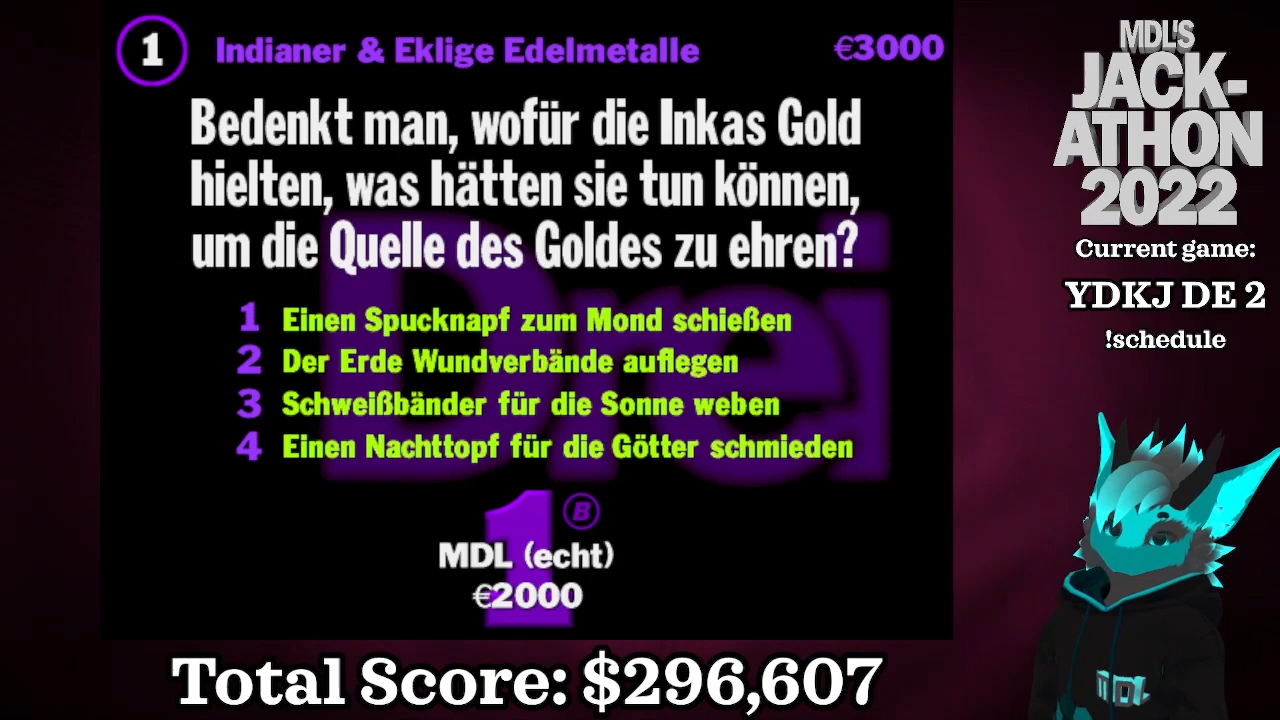 1 Indianer & Eklige Edelmetalle €3000
Bedenkt man, wofür die Inkas Gold
hielten, was hätten sie tun können,
um die Quelle des Goldes zu ehren?
Drei
1 Einen Spucknapf zum Mond schießen
2 Der Erde Wundverbände auflegen
3 Schweißbänder für die Sonne weben
4 Einen Nachttopf für die Götter schmieden
1 B
MDL (echt)
€2000
Total Score: $296,607
MDL'S
JACK-
ATHON
2022
Current game:
YDKJ DE 2
!schedule
MDL